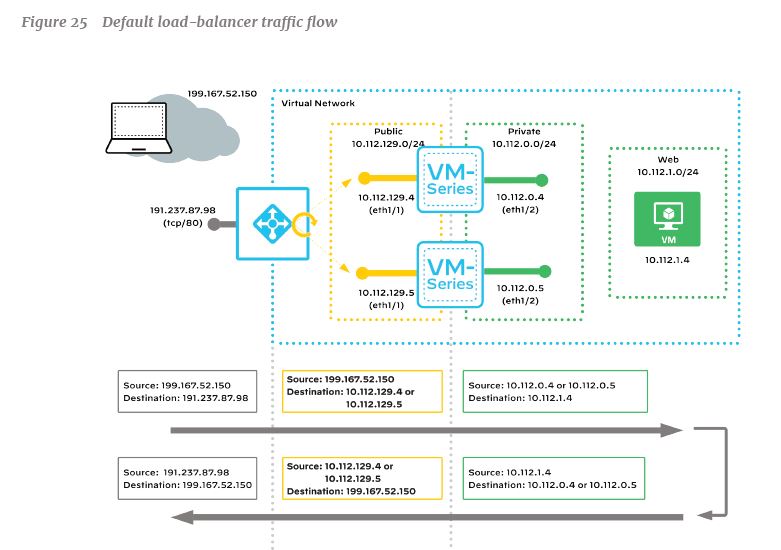 Figure 25 Default load-balancer traffic flow
199.167.52.150
Virtual Network
Public
10.112.129.0/24
Private
10.112.0.0/24
Web
10.112.1.0/24
VM-
Series
10.112.129.4
(eth1/1)
10.112.0.4
(eth1/2)
191.237.87.98
(tcp/80)
VM
10.112.1.4
VM-
Series
10.112.129.5
(eth1/1)
10.112.0.5
(eth1/2)
Source: 199.167.52.150
Destination: 191.237.87.98
Source: 199.167.52.150
Destination: 10.112.129.4 or
10.112.129.5
Source: 10.112.0.4 or 10.112.0.5
Destination: 10.112.1.4
Source: 191.237.87.98
Destination: 199.167.52.150
Source: 10.112.129.4 or
10.112.129.5
Destination: 199.167.52.150
Source: 10.112.1.4
Destination: 10.112.0.4 or 10.112.0.5